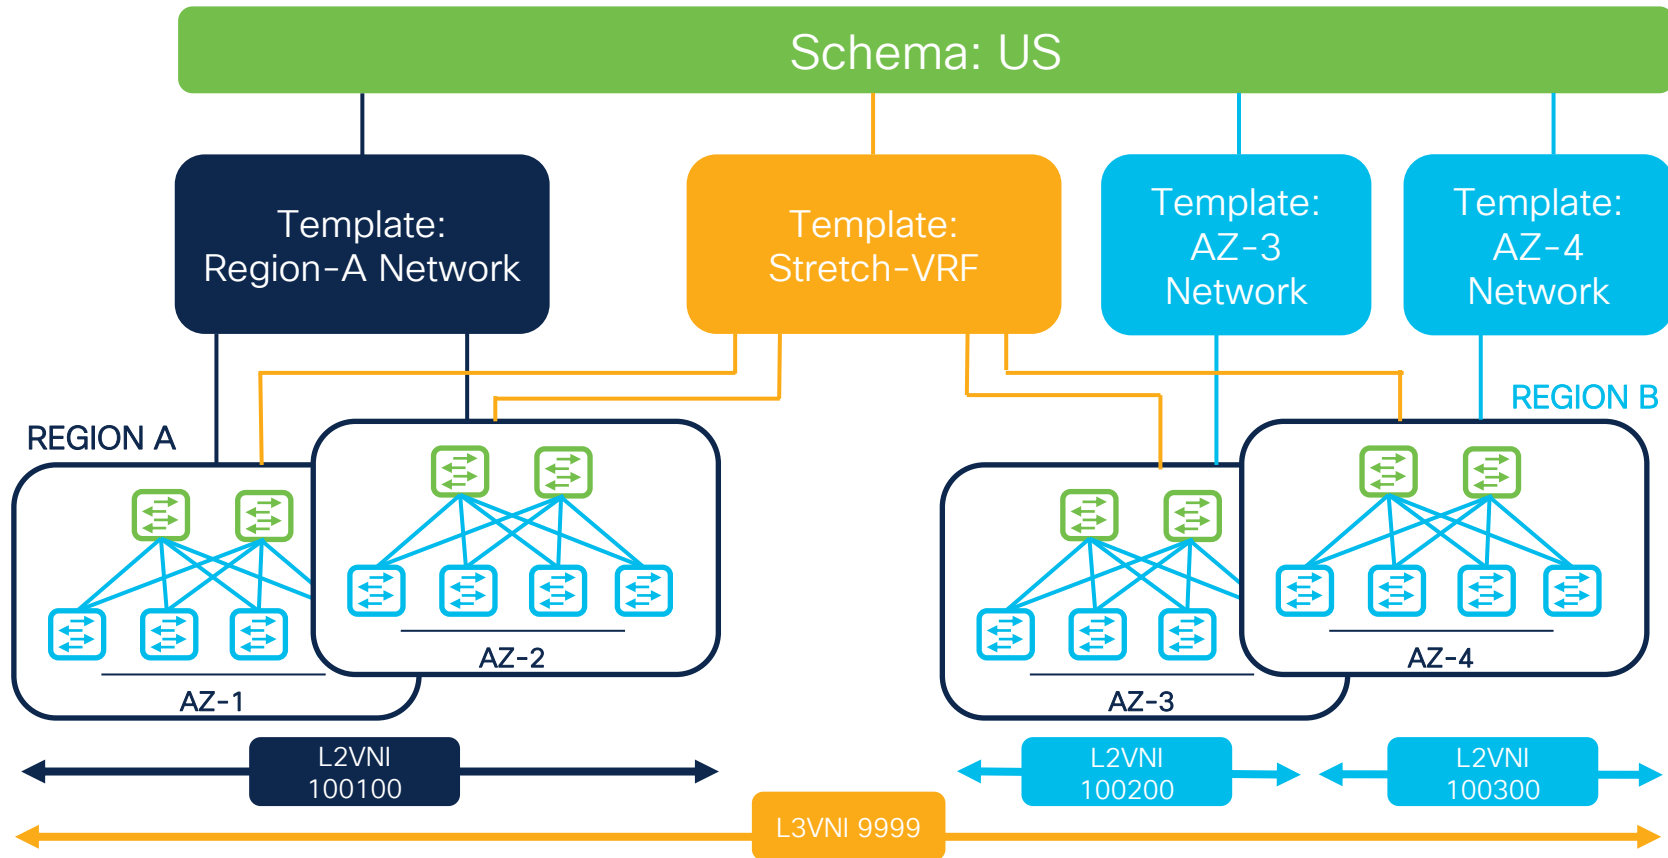 Schema: US
Template:
Region-A Network
Template:
Stretch-VRF
Template:
AZ-3
Network
Template:
AZ-4
Network
REGION A
REGION B
AZ-1
AZ-2
AZ-3
AZ-4
L2VNI
100100
L2VNI
100200
L2VNI
100300
L3VNI 9999